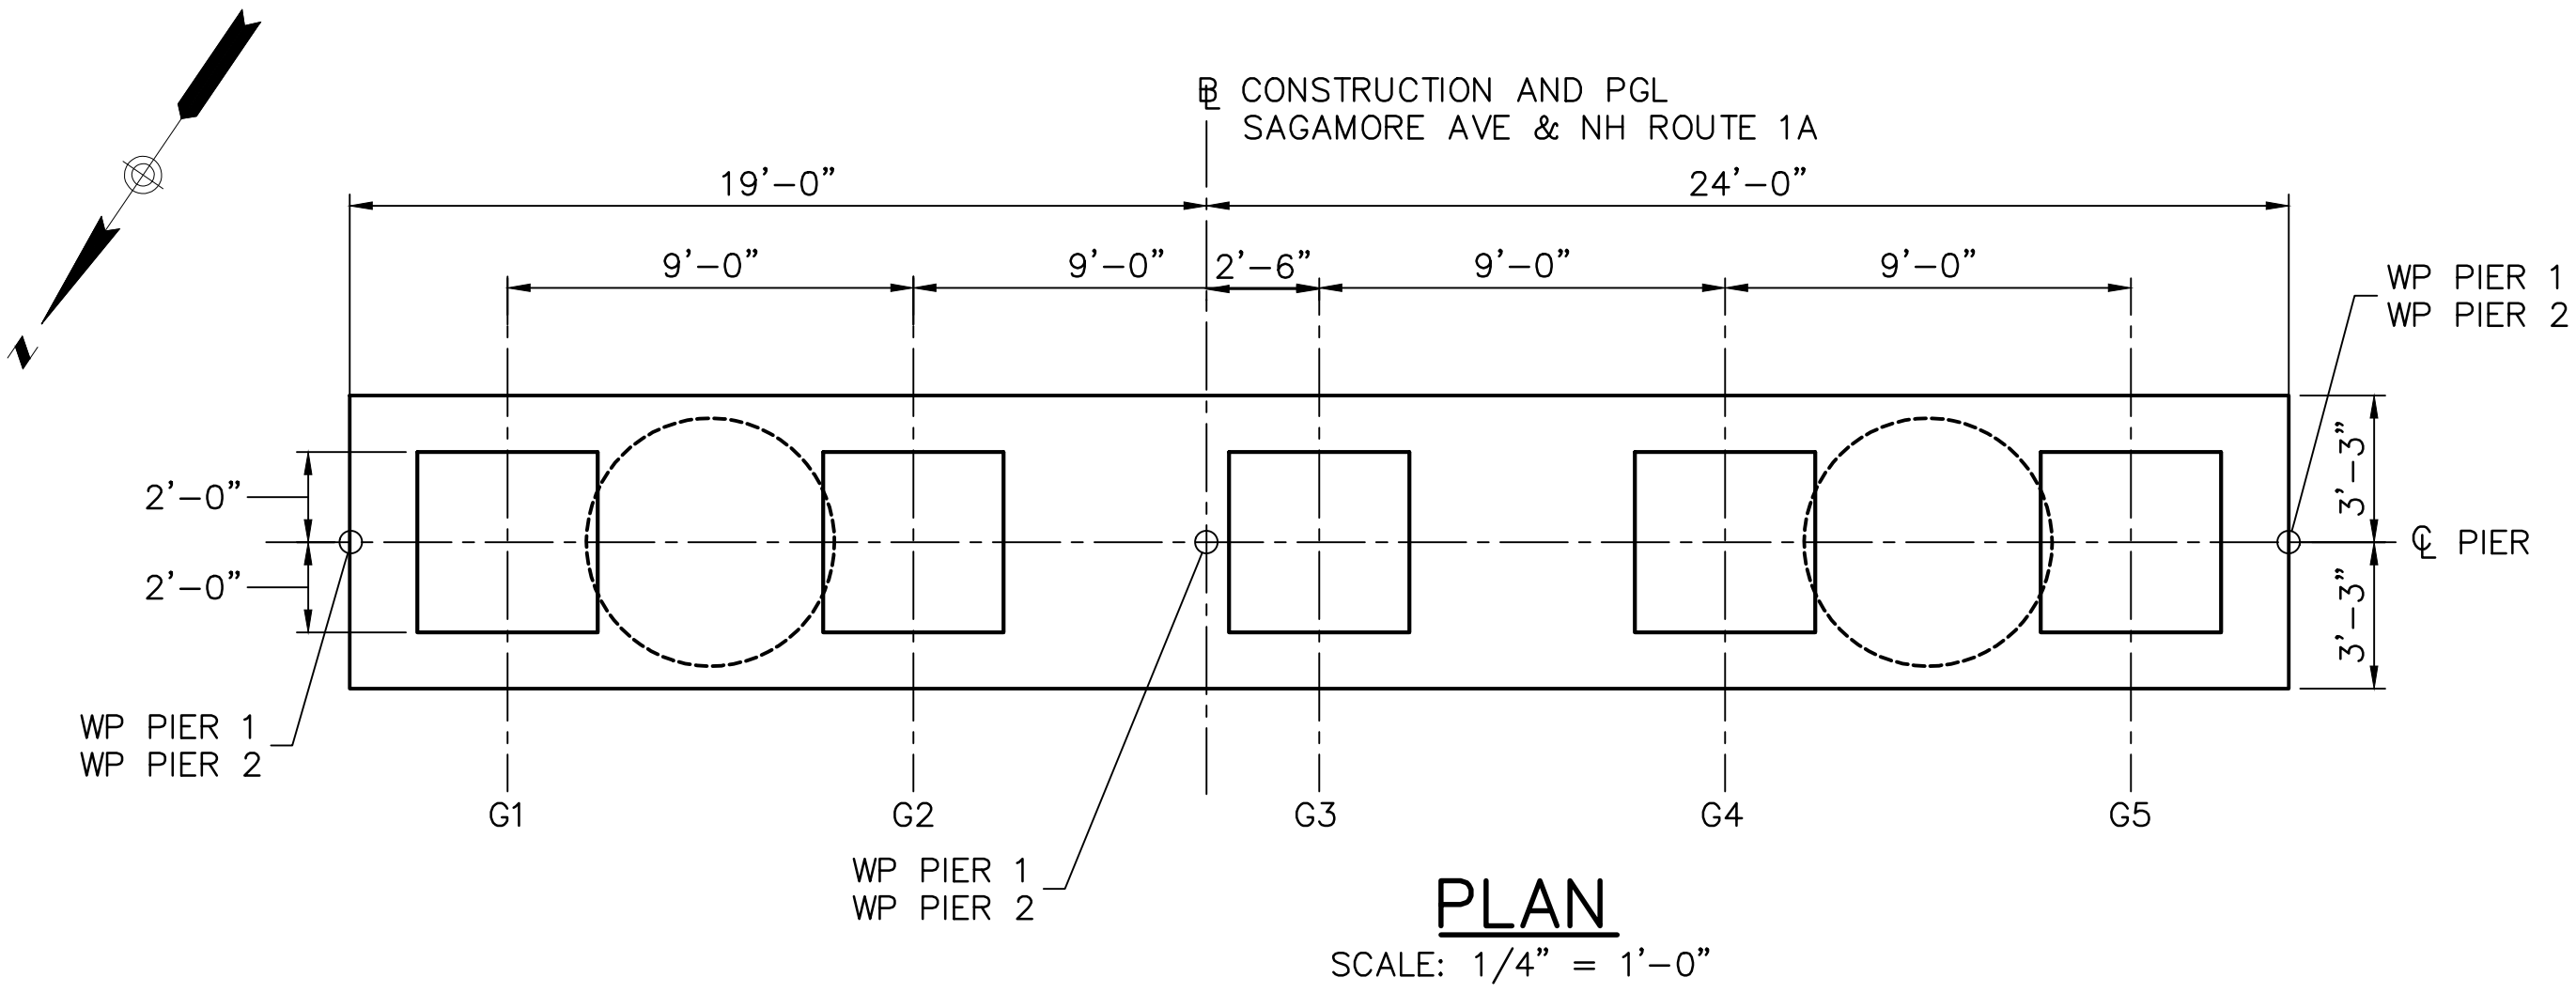 ℄ CONSTRUCTION AND PGL
SAGAMORE AVE & NH ROUTE 1A
19'-0"
24'-0"
9'-0"
9'-0"
2'-6"
9'-0"
9'-0"
WP PIER 1
WP PIER 2
3'-3"
2'-0"
℄ PIER
2'-0"
3'-3"
WP PIER 1
WP PIER 2
G1
G2
G3
G4
G5
WP PIER 1
WP PIER 2
PLAN
SCALE: 1/4" = 1'-0"
N